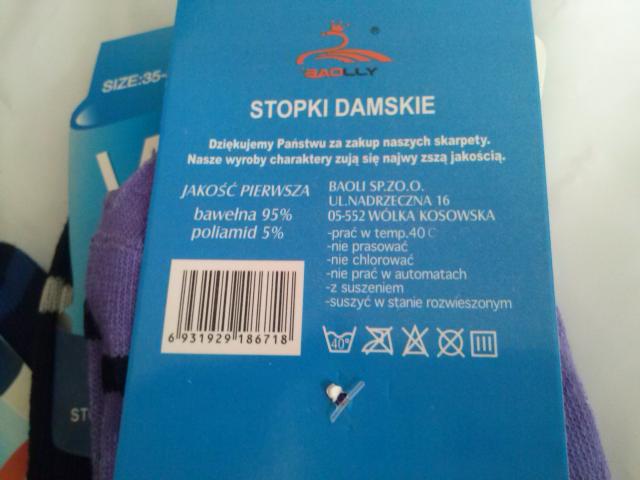 SIZE:35-
BAOLLY
®
STOPKI DAMSKIE
Dziękujemy Państwu za zakup naszych skarpety.
Nasze wyroby charaktery zują się najwy zszą jakością.
JAKOŚĆ PIERWSZA
bawełna 95%
poliamid 5%
BAOLI SP.ZO.O.
UL.NADRZECZNA 16
05-552 WÓLKA KOSOWSKA
-prać w temp.40 C
-nie prasować
-nie chlorować
-nie prać w automatach
-z suszeniem
-suszyć w stanie rozwieszonym
6 931929 186718
40°